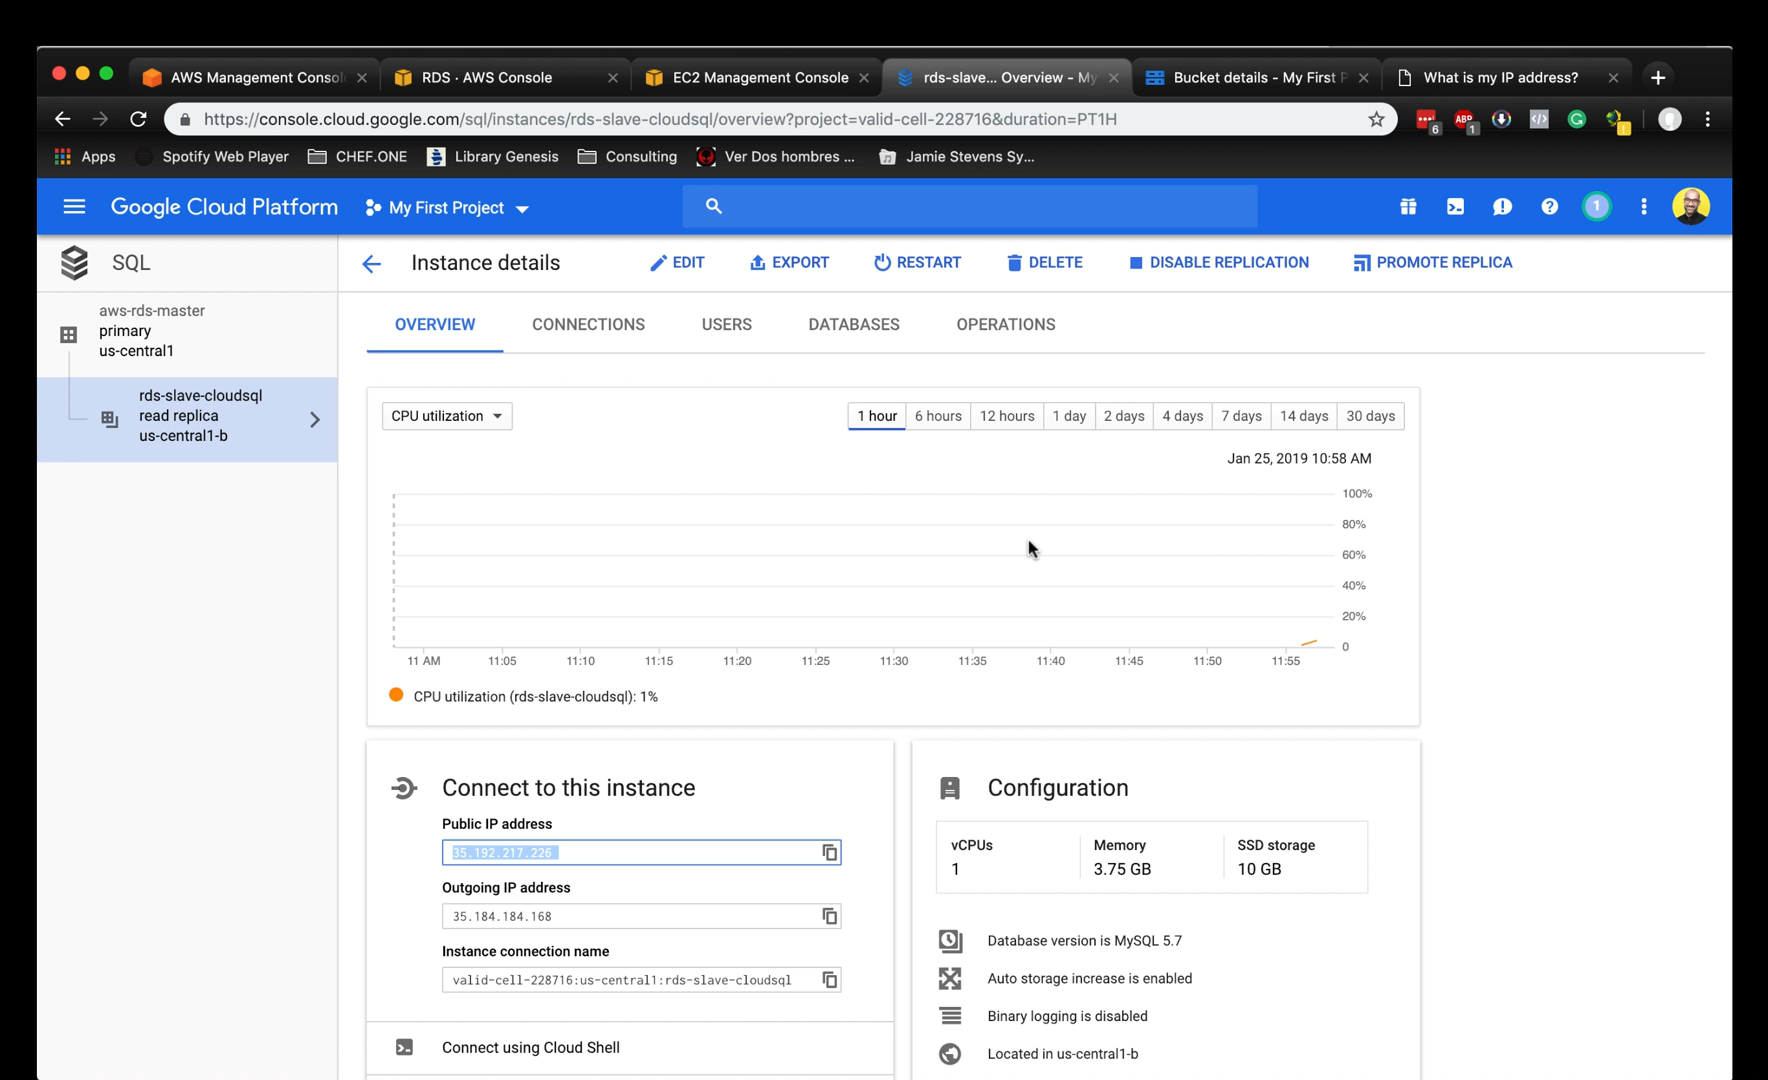 AWS Management Consol
RDS · AWS Console
EC2 Management Console
rds-slave... Overview - My
Bucket details - My First P
What is my IP address?
https://console.cloud.google.com/sql/instances/rds-slave-cloudsql/overview?project=valid-cell-228716&duration=PT1H
6
ABP
1
Apps
Spotify Web Player
CHEF.ONE
Library Genesis
Consulting
Ver Dos hombres ...
Jamie Stevens Sy...
Google Cloud Platform
My First Project
1
SQL
Instance details
EDIT
EXPORT
RESTART
DELETE
DISABLE REPLICATION
PROMOTE REPLICA
aws-rds-master
primary
us-central1
rds-slave-cloudsql
read replica
us-central1-b
OVERVIEW
CONNECTIONS
USERS
DATABASES
OPERATIONS
CPU utilization
1 hour
6 hours
12 hours
1 day
2 days
4 days
7 days
14 days
30 days
Jan 25, 2019 10:58 AM
100%
80%
60%
40%
20%
0
11 AM
11:05
11:10
11:15
11:20
11:25
11:30
11:35
11:40
11:45
11:50
11:55
CPU utilization (rds-slave-cloudsql): 1%
Connect to this instance
Public IP address
35.192.217.226
Outgoing IP address
35.184.184.168
Instance connection name
valid-cell-228716:us-central1:rds-slave-cloudsql
Connect using Cloud Shell
Configuration
vCPUs
1
Memory
3.75 GB
SSD storage
10 GB
Database version is MySQL 5.7
Auto storage increase is enabled
Binary logging is disabled
Located in us-central1-b